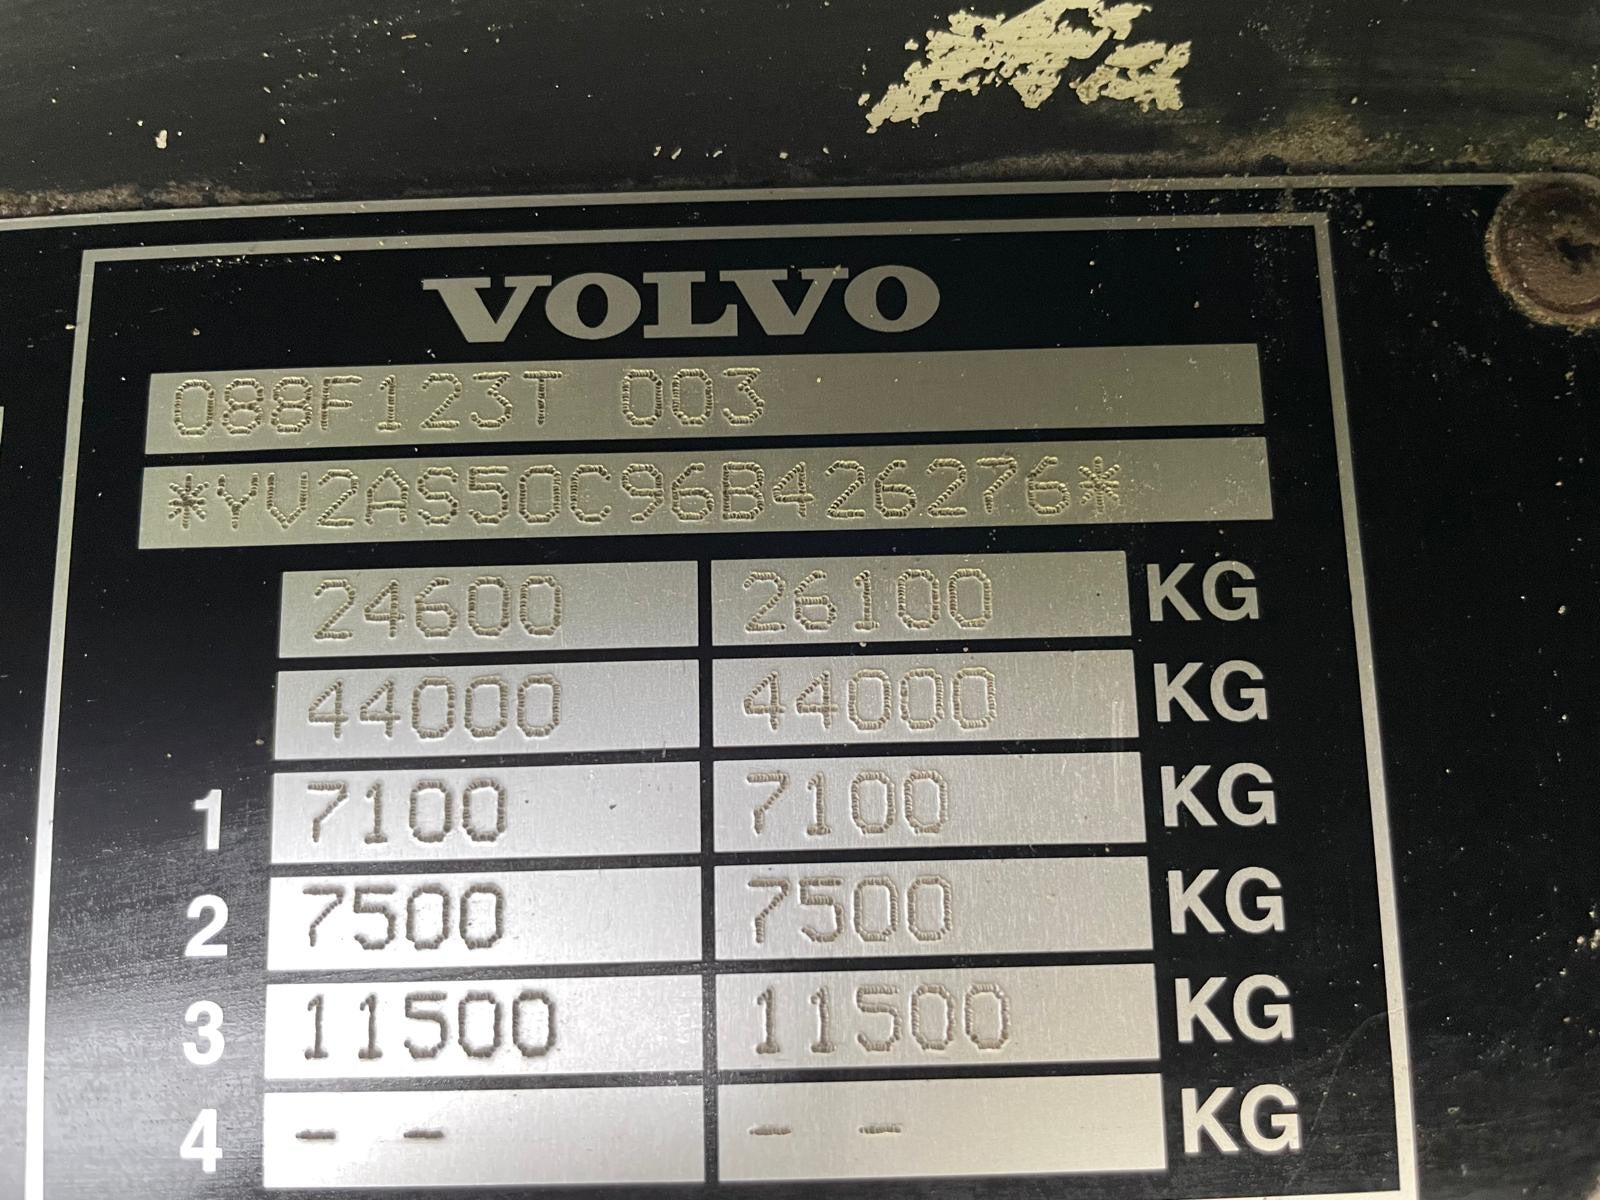 VOLVO
088F123T 003
*YV2AS50C96B426276*
24600 26100 KG
44000 44000 KG
1 7100 7100 KG
2 7500 7500 KG
3 11500 11500 KG
4 - - - - KG